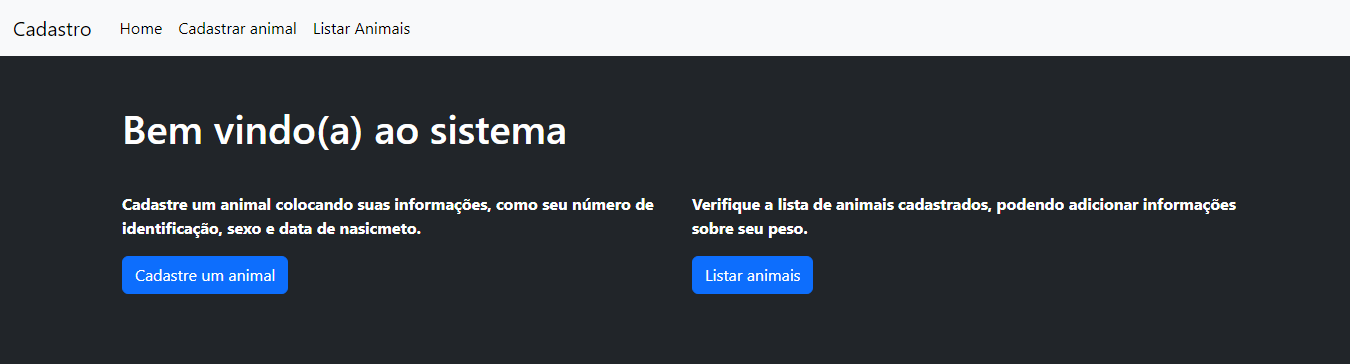 Cadastro Home Cadastrar animal Listar Animais
Bem vindo(a) ao sistema
Cadastre um animal colocando suas informações, como seu número de
identificação, sexo e data de nasicmeto.
Cadastre um animal
Verifique a lista de animais cadastrados, podendo adicionar informações
sobre seu peso.
Listar animais